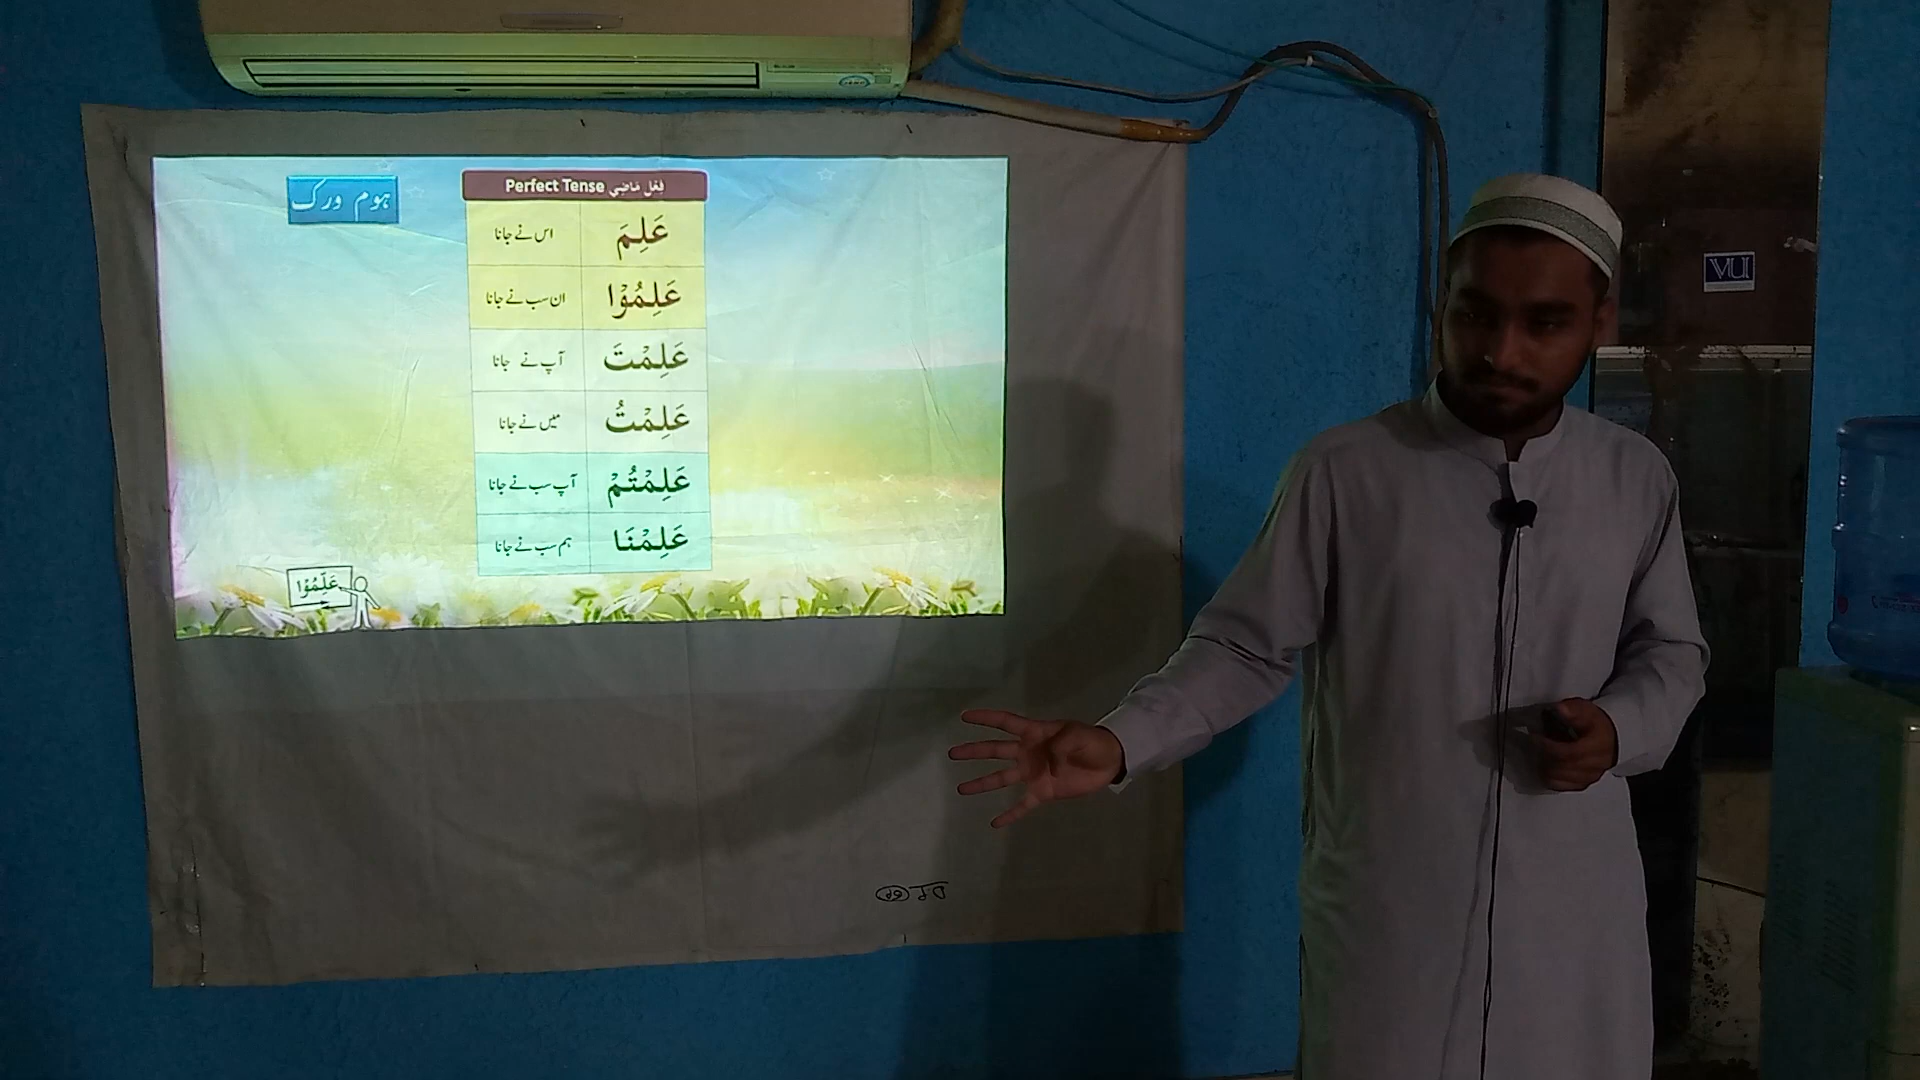 ہوم ورک
فِعْل مَاضِي Perfect Tense
عَلِمَ اس نے جانا
عَلِمُوْا ان سب نے جانا
عَلِمْتَ آپ نے جانا
عَلِمْتُ میں نے جانا
عَلِمْتُمْ آپ سب نے جانا
عَلِمْنَا ہم سب نے جانا
عَلِّمُوْا
VU